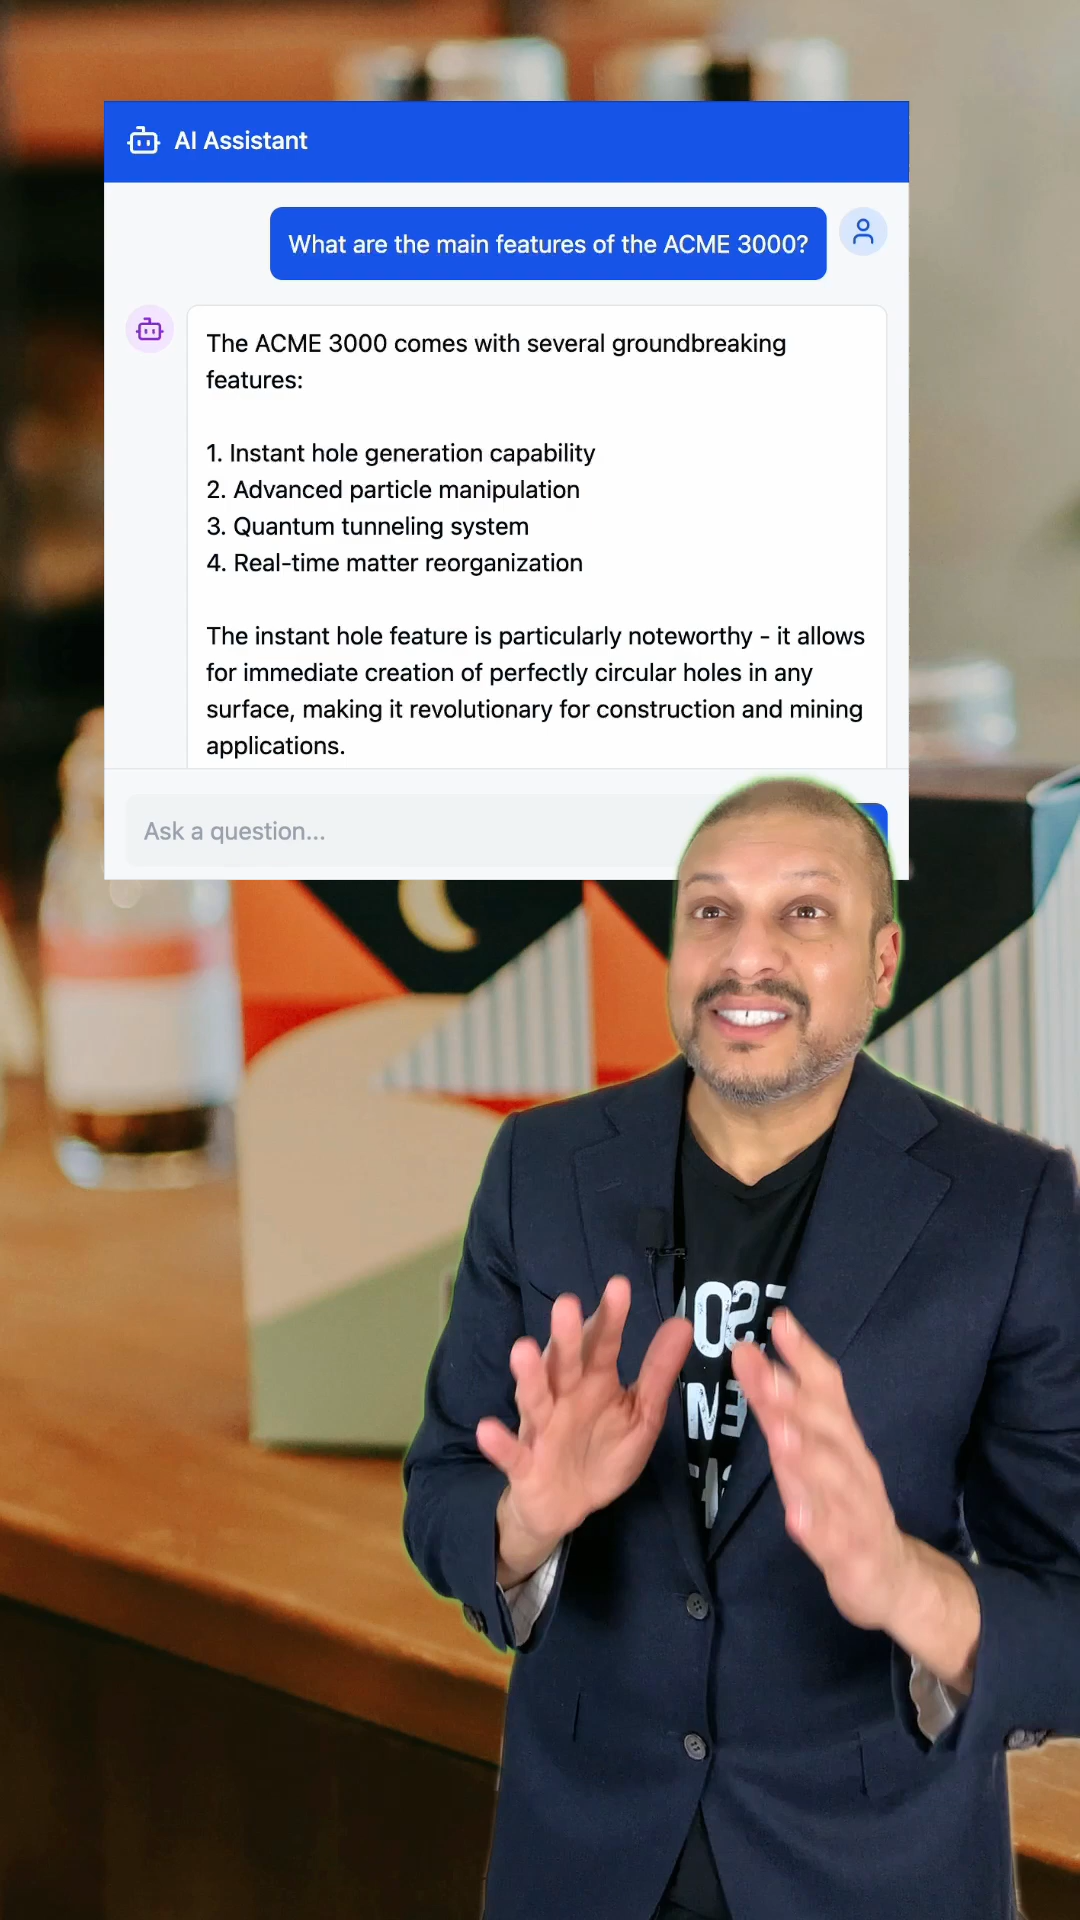 AI Assistant
What are the main features of the ACME 3000?
The ACME 3000 comes with several groundbreaking
features:
1. Instant hole generation capability
2. Advanced particle manipulation
3. Quantum tunneling system
4. Real-time matter reorganization
The instant hole feature is particularly noteworthy - it allows
for immediate creation of perfectly circular holes in any
surface, making it revolutionary for construction and mining
applications.
Ask a question...